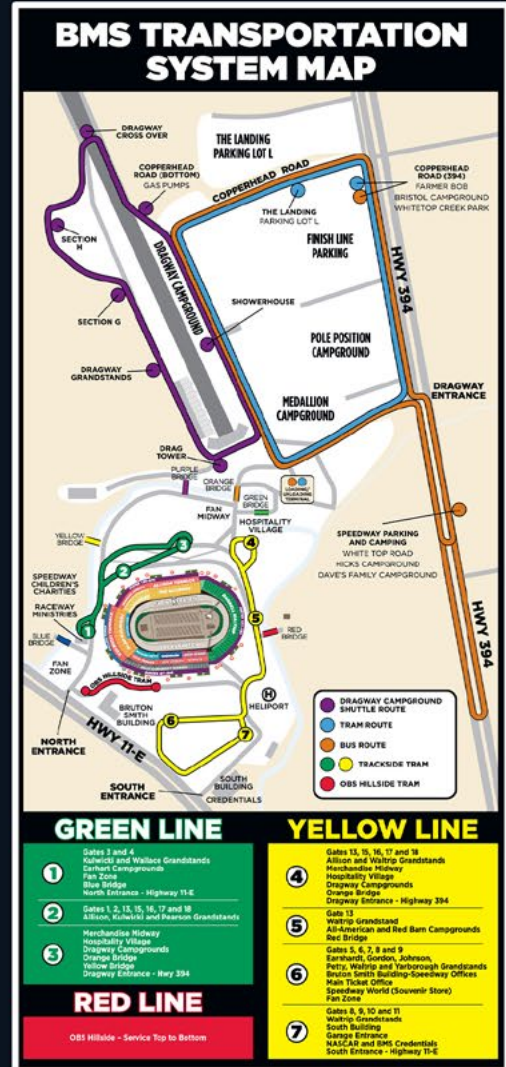 BMS TRANSPORTATION
SYSTEM MAP
DRAGWAY
CROSS OVER
THE LANDING
PARKING LOT L
COPPERHEAD
ROAD (BOTTOM)
GAS PUMPS
COPPERHEAD ROAD
COPPERHEAD
ROAD (394)
FARMER BOB
BRISTOL CAMPGROUND
WHITETOP CREEK PARK
THE LANDING
PARKING LOT L
SECTION
H
FINISH LINE
PARKING
HWY 394
DRAGWAY CAMPGROUND
SECTION G
SHOWERHOUSE
POLE POSITION
CAMPGROUND
DRAGWAY
GRANDSTANDS
DRAGWAY
ENTRANCE
MEDALLION
CAMPGROUND
DRAG
TOWER
PURPLE
BRIDGE
ORANGE
BRIDGE
LOADING/
UNLOADING
TERMINAL
GREEN
BRIDGE
FAN
MIDWAY
HOSPITALITY
VILLAGE
SPEEDWAY PARKING
AND CAMPING
WHITE TOP ROAD
HICKS CAMPGROUND
DAVE'S FAMILY CAMPGROUND
YELLOW
BRIDGE
3
4
2
SPEEDWAY
CHILDREN'S
CHARITIES
RACEWAY
MINISTRIES
1
5
RED
BRIDGE
BLUE
BRIDGE
FAN
ZONE
HWY 394
OBS HILLSIDE TRAM
H
HELIPORT
NORTH
ENTRANCE
BRUTON
SMITH
BUILDING
6
7
HWY 11-E
SOUTH
ENTRANCE
SOUTH
BUILDING
CREDENTIALS
DRAGWAY CAMPGROUND
SHUTTLE ROUTE
TRAM ROUTE
BUS ROUTE
TRACKSIDE TRAM
OBS HILLSIDE TRAM
GREEN LINE
1
Gates 3 and 4
Kulwicki and Wallace Grandstands
Earhart Campgrounds
Fan Zone
Blue Bridge
North Entrance - Highway 11-E
2
Gates 1, 2, 13, 15, 16, 17 and 18
Allison, Kulwicki and Pearson Grandstands
3
Merchandise Midway
Hospitality Village
Dragway Campgrounds
Orange Bridge
Yellow Bridge
Dragway Entrance - Hwy 394
RED LINE
OBS Hillside - Service Top to Bottom
YELLOW LINE
4
Gates 13, 15, 16, 17 and 18
Allison and Waltrip Grandstands
Merchandise Midway
Hospitality Village
Dragway Campgrounds
Orange Bridge
Dragway Entrance - Highway 394
5
Gate 13
Waltrip Grandstand
All-American and Red Barn Campgrounds
Red Bridge
6
Gates 5, 6, 7, 8 and 9
Earnhardt, Gordon, Johnson,
Petty, Waltrip and Yarborough Grandstands
Bruton Smith Building-Speedway Offices
Main Ticket Office
Speedway World (Souvenir Store)
Fan Zone
7
Gates 8, 9, 10 and 11
Waltrip Grandstands
South Building
Garage Entrance
NASCAR and BMS Credentials
South Entrance - Highway 11-E